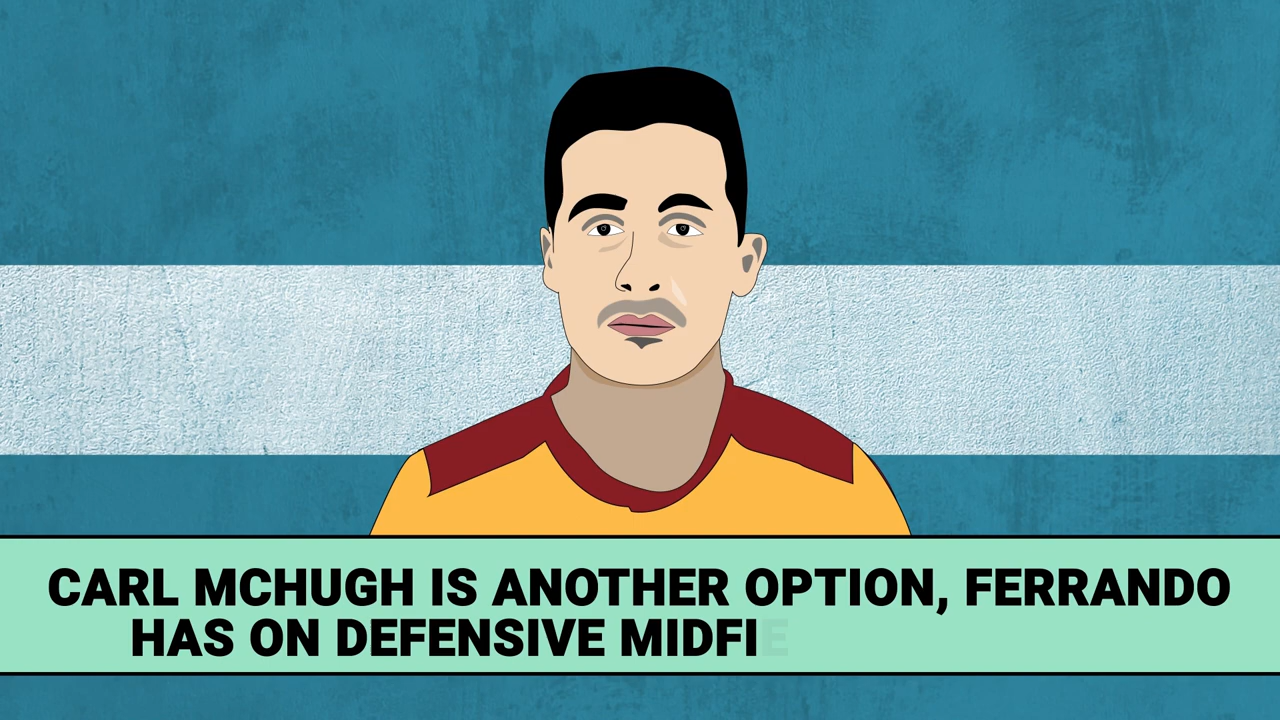 CARL MCHUGH IS ANOTHER OPTION, FERRANDO
HAS ON DEFENSIVE MIDFIE